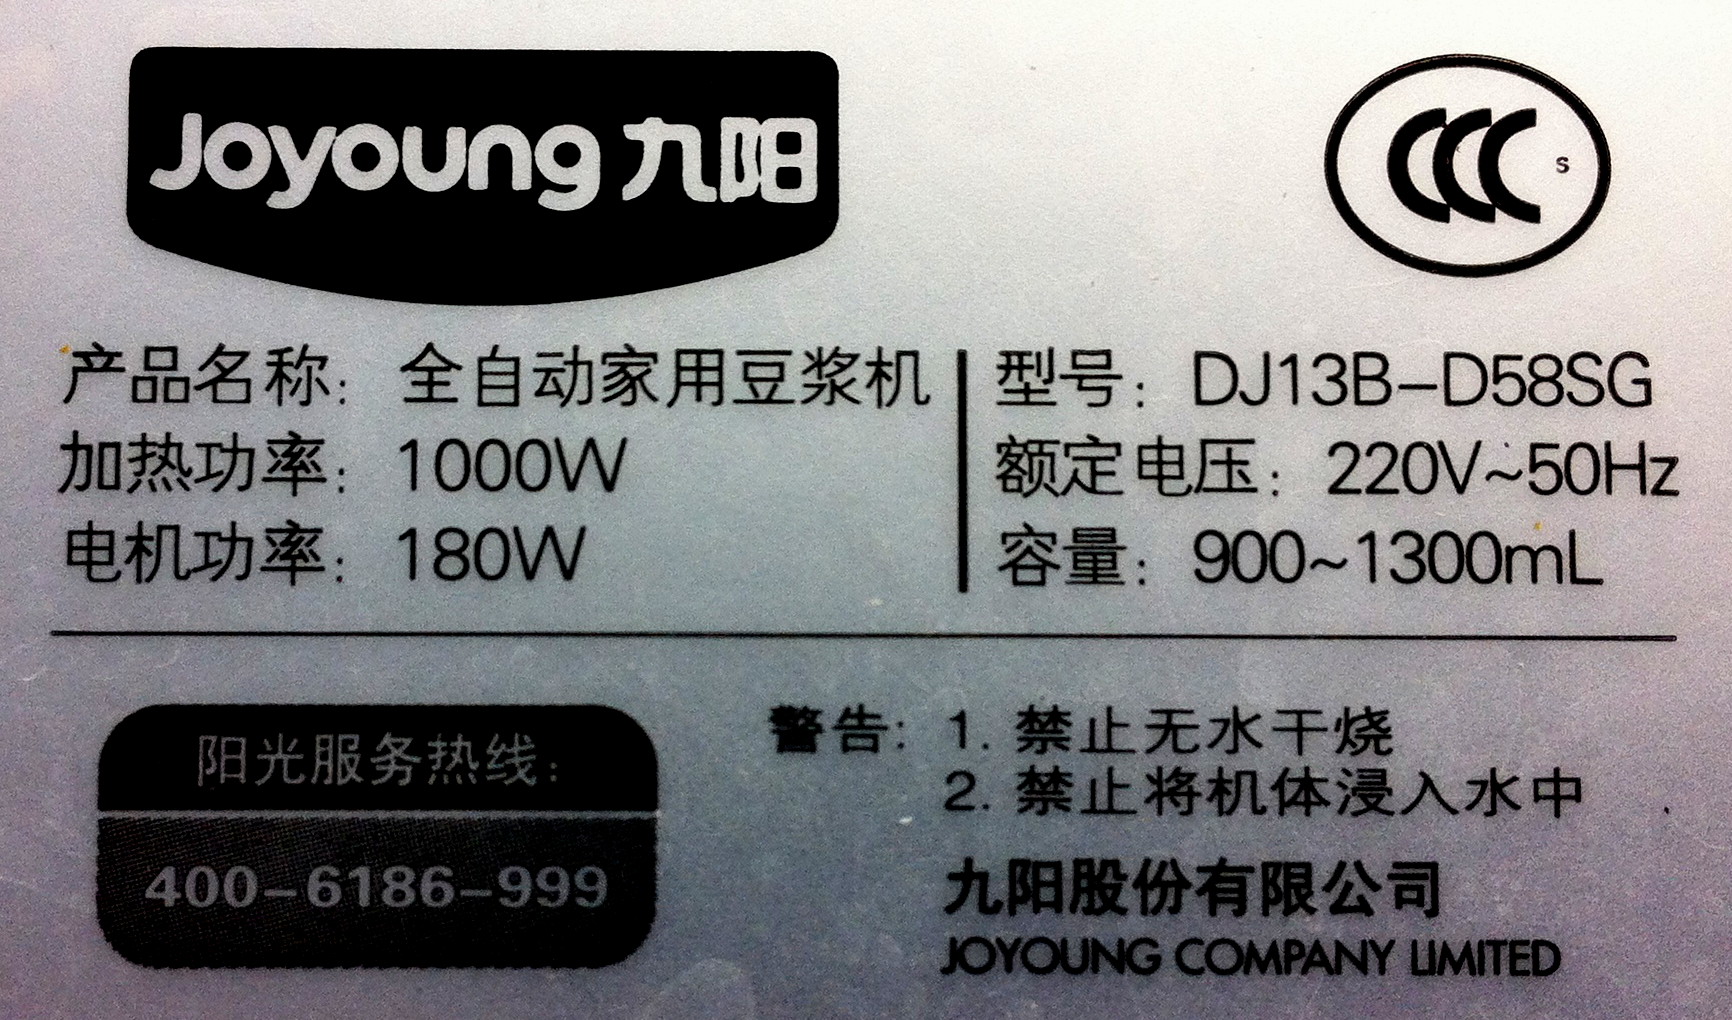 Joyoung 九阳
CCC S
产品名称: 全自动家用豆浆机
加热功率: 1000W
电机功率: 180W
型号: DJ13B-D58SG
额定电压: 220V~50Hz
容量: 900~1300mL
阳光服务热线:
400-6186-999
警告: 1. 禁止无水干烧
2. 禁止将机体浸入水中
九阳股份有限公司
JOYOUNG COMPANY LIMITED